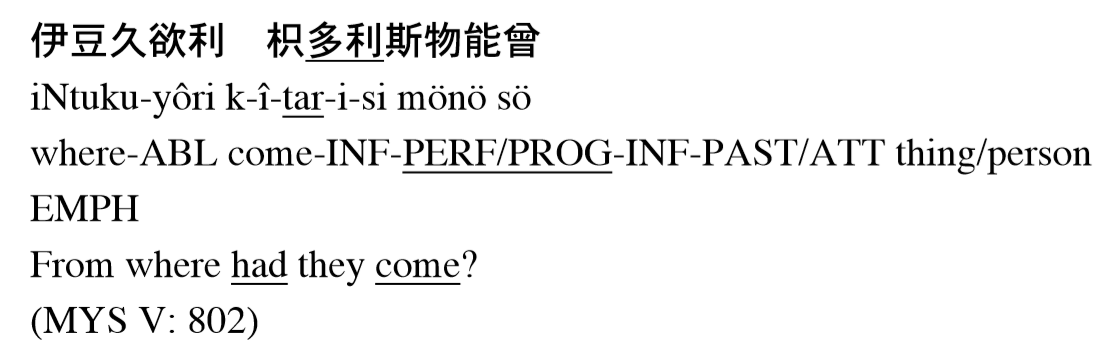 伊豆久欲利　枳多利斯物能曾
iNtuku-yôri k-î-tar-i-si mönö sö
where-ABL come-INF-PERF/PROG-INF-PAST/ATT thing/person
EMPH
From where had they come?
(MYS V: 802)